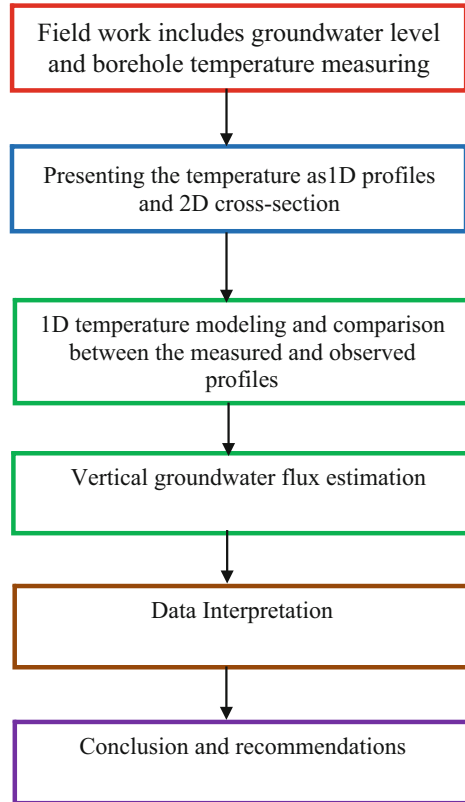 Field work includes groundwater level
and borehole temperature measuring
Presenting the temperature as1D profiles
and 2D cross-section
1D temperature modeling and comparison
between the measured and observed
profiles
Vertical groundwater flux estimation
Data Interpretation
Conclusion and recommendations